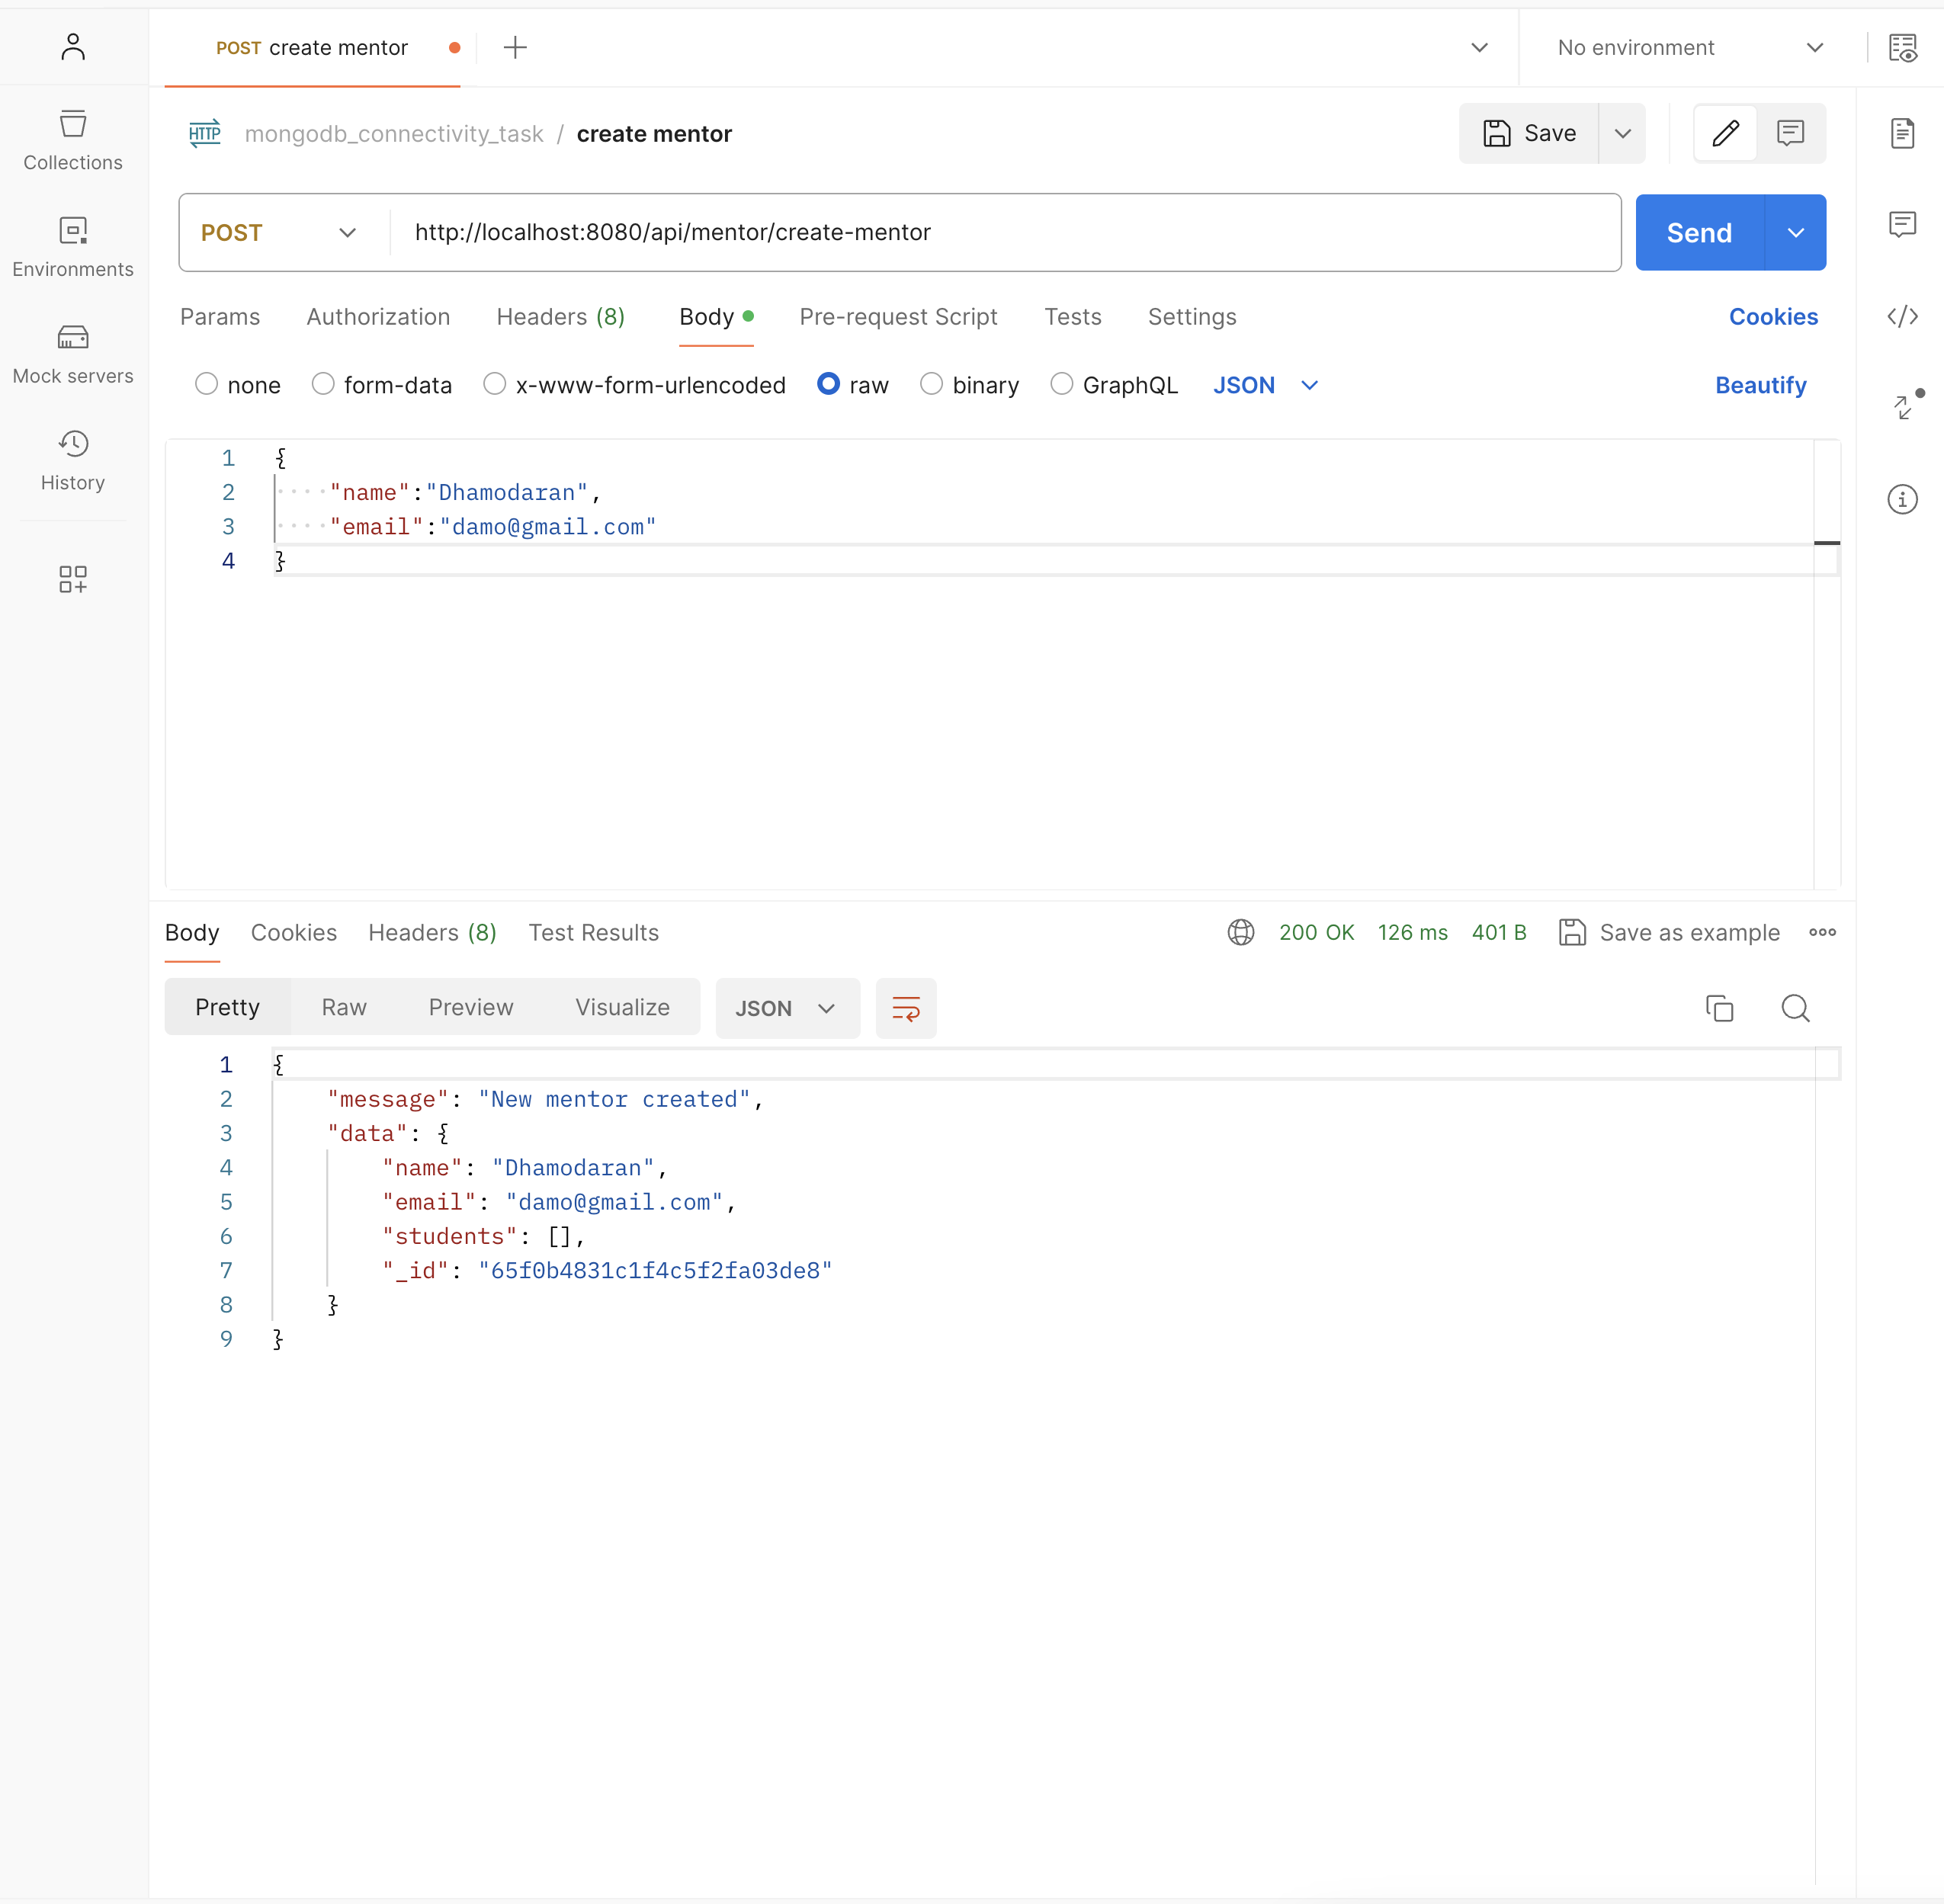 POST create mentor
No environment
Collections
Environments
Mock servers
History
HTTP mongodb_connectivity_task / create mentor
Save
POST http://localhost:8080/api/mentor/create-mentor
Send
Params Authorization Headers (8) Body Pre-request Script Tests Settings Cookies
none form-data x-www-form-urlencoded raw binary GraphQL JSON Beautify
1 {
2 "name":"Dhamodaran",
3 "email":"damo@gmail.com"
4 }
Body Cookies Headers (8) Test Results 200 OK 126 ms 401 B Save as example
Pretty Raw Preview Visualize JSON
1 {
2 "message": "New mentor created",
3 "data": {
4 "name": "Dhamodaran",
5 "email": "damo@gmail.com",
6 "students": [],
7 "_id": "65f0b4831c1f4c5f2fa03de8"
8 }
9 }